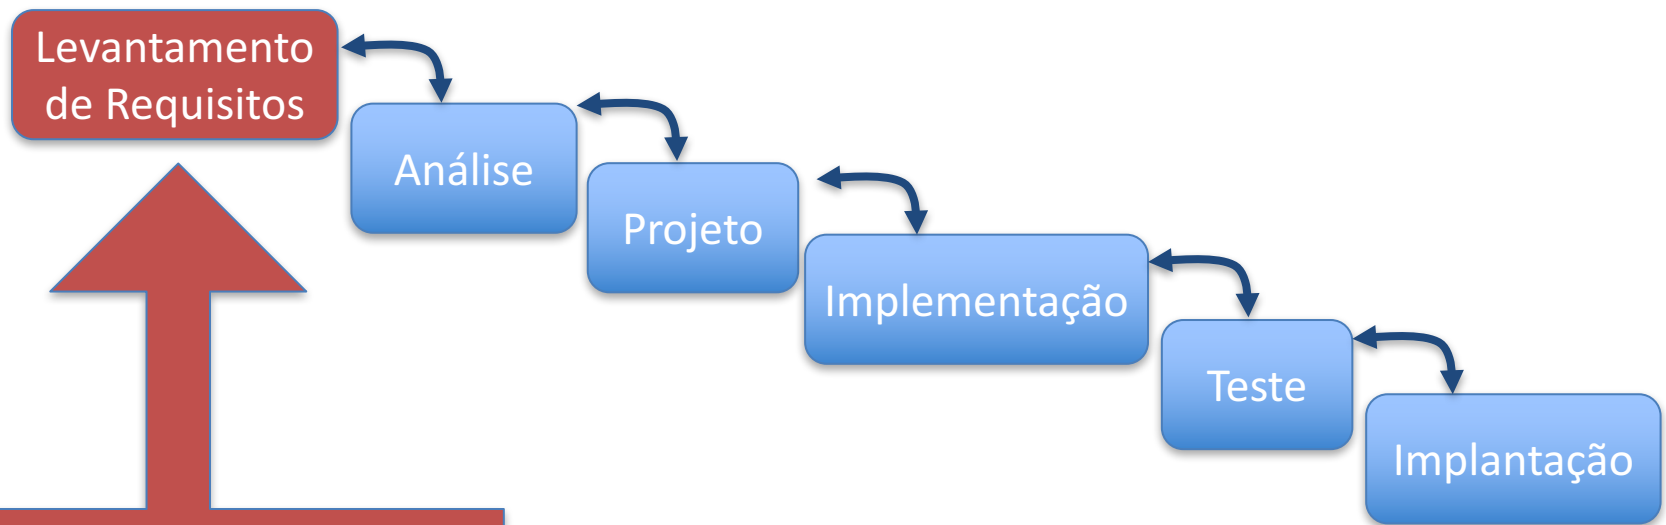 Levantamento
de Requisitos
Análise
Projeto
Implementação
Teste
Implantação